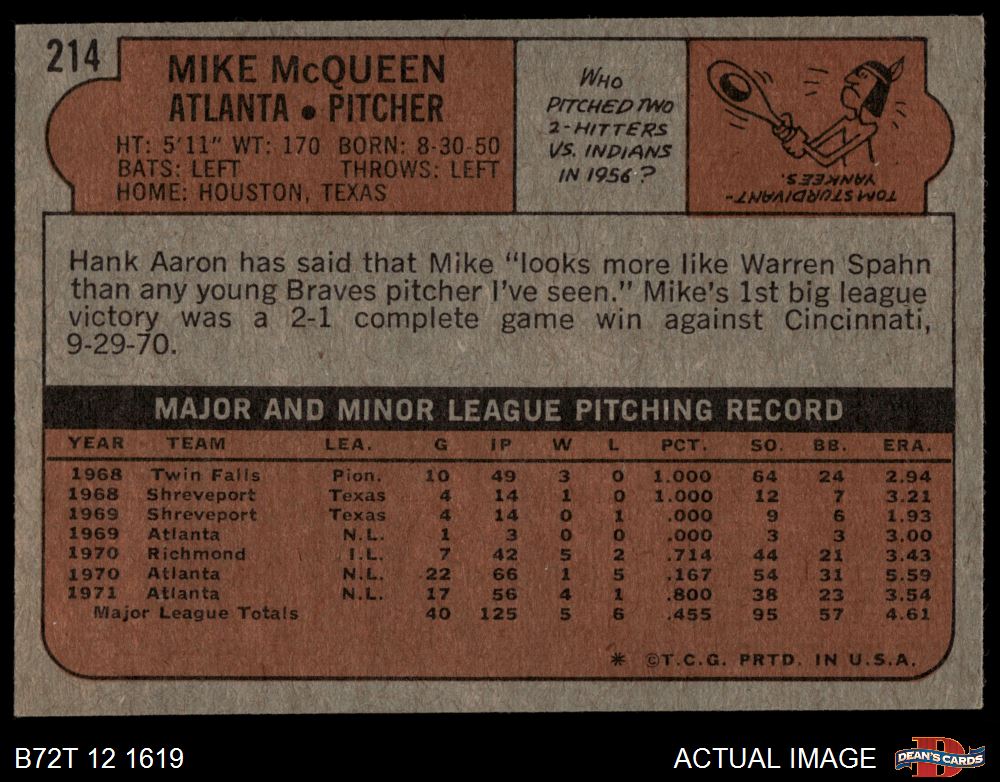 214
MIKE McQUEEN
ATLANTA • PITCHER
HT: 5'11" WT: 170 BORN: 8-30-50
BATS: LEFT THROWS: LEFT
HOME: HOUSTON, TEXAS
WHO
PITCHED TWO
2-HITTERS
VS. INDIANS
IN 1956?
TOM STURDIVANT-
YANKEES.
Hank Aaron has said that Mike "looks more like Warren Spahn
than any young Braves pitcher I've seen." Mike's 1st big league
victory was a 2-1 complete game win against Cincinnati,
9-29-70.
MAJOR AND MINOR LEAGUE PITCHING RECORD
YEAR TEAM LEA. G IP W L PCT. SO. BB. ERA.
1968 Twin Falls Pion. 10 49 3 0 1.000 64 24 2.94
1968 Shreveport Texas 4 14 1 0 1.000 12 7 3.21
1969 Shreveport Texas 4 14 0 1 .000 9 6 1.93
1969 Atlanta N.L. 1 3 0 0 .000 3 3 3.00
1970 Richmond I.L. 7 42 5 2 .714 44 21 3.43
1970 Atlanta N.L. 22 66 1 5 .167 54 31 5.59
1971 Atlanta N.L. 17 56 4 1 .800 38 23 3.54
Major League Totals 40 125 5 6 .455 95 57 4.61
* ©T.C.G. PRTD. IN U.S.A.
B72T 12 1619
ACTUAL IMAGE
D
DEAN'S CARDS